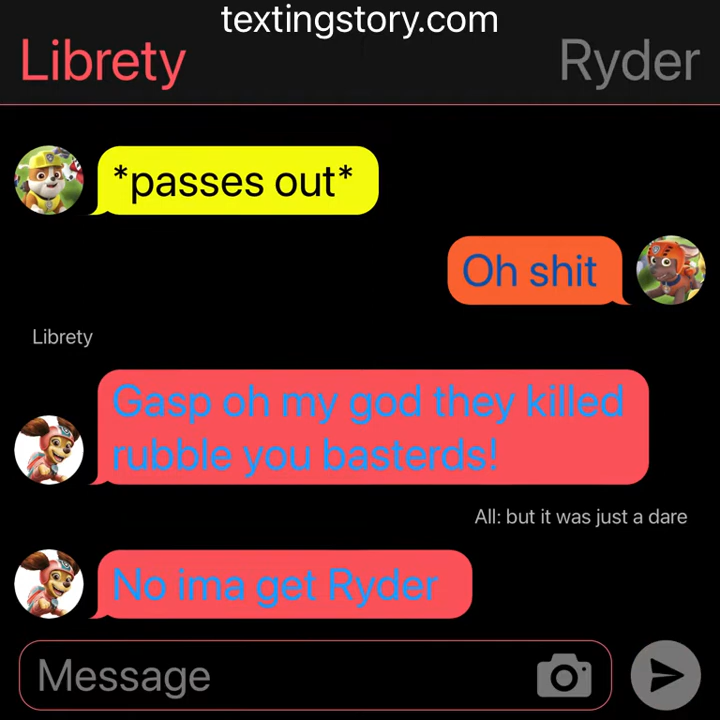 textingstory.com
Librety
Ryder
*passes out*
Oh shit
Librety
Gasp oh my god they killed
rubble you basterds!
All: but it was just a dare
No ima get Ryder
Message